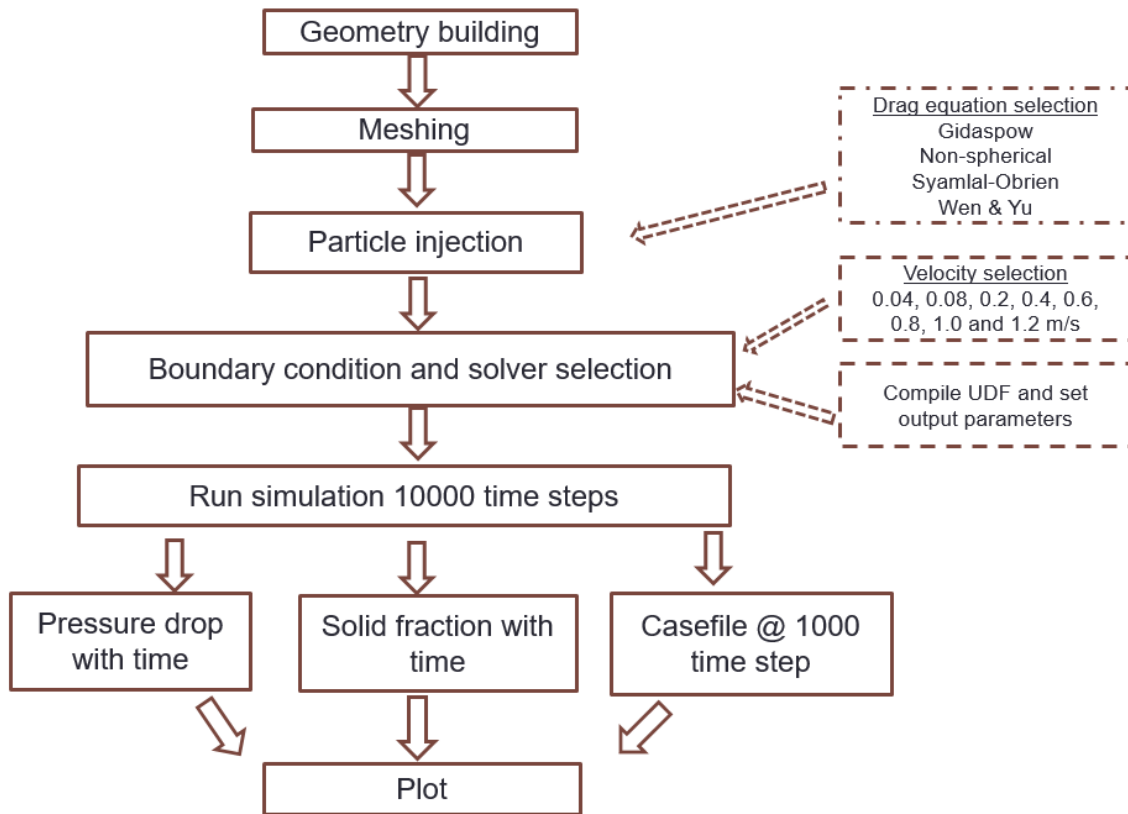 Geometry building
Meshing
Drag equation selection
Gidaspow
Non-spherical
Syamlal-Obrien
Wen & Yu
Particle injection
Velocity selection
0.04, 0.08, 0.2, 0.4, 0.6,
0.8, 1.0 and 1.2 m/s
Boundary condition and solver selection
Compile UDF and set
output parameters
Run simulation 10000 time steps
Pressure drop
with time
Solid fraction with
time
Casefile @ 1000
time step
Plot